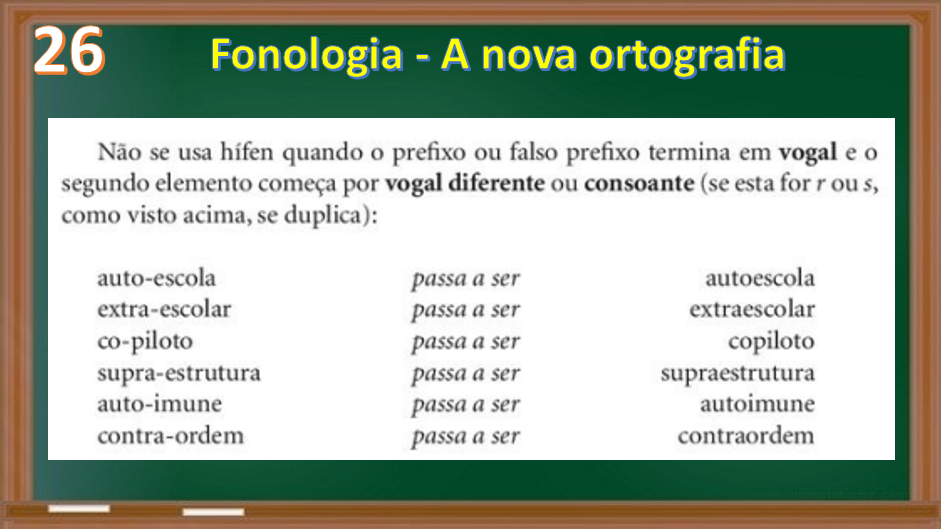 26
Fonologia - A nova ortografia
Não se usa hífen quando o prefixo ou falso prefixo termina em vogal e o
segundo elemento começa por vogal diferente ou consoante (se esta for r ou s,
como visto acima, se duplica):
auto-escola passa a ser autoescola
extra-escolar passa a ser extraescolar
co-piloto passa a ser copiloto
supra-estrutura passa a ser supraestrutura
auto-imune passa a ser autoimune
contra-ordem passa a ser contraordem